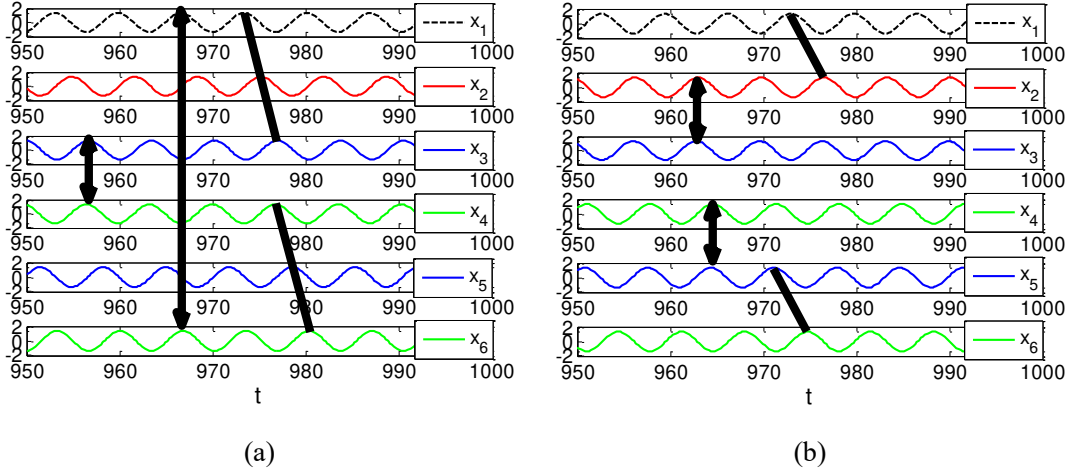 2 0 -2 950 960 970 980 990 1000 x1
2 0 -2 950 960 970 980 990 1000 x2
2 0 -2 950 960 970 980 990 1000 x3
2 0 -2 950 960 970 980 990 1000 x4
2 0 -2 950 960 970 980 990 1000 x5
2 0 -2 950 960 970 980 990 1000 x6
t
(a)
2 0 -2 950 960 970 980 990 1000 x1
2 0 -2 950 960 970 980 990 1000 x2
2 0 -2 950 960 970 980 990 1000 x3
2 0 -2 950 960 970 980 990 1000 x4
2 0 -2 950 960 970 980 990 1000 x5
2 0 -2 950 960 970 980 990 1000 x6
t
(b)